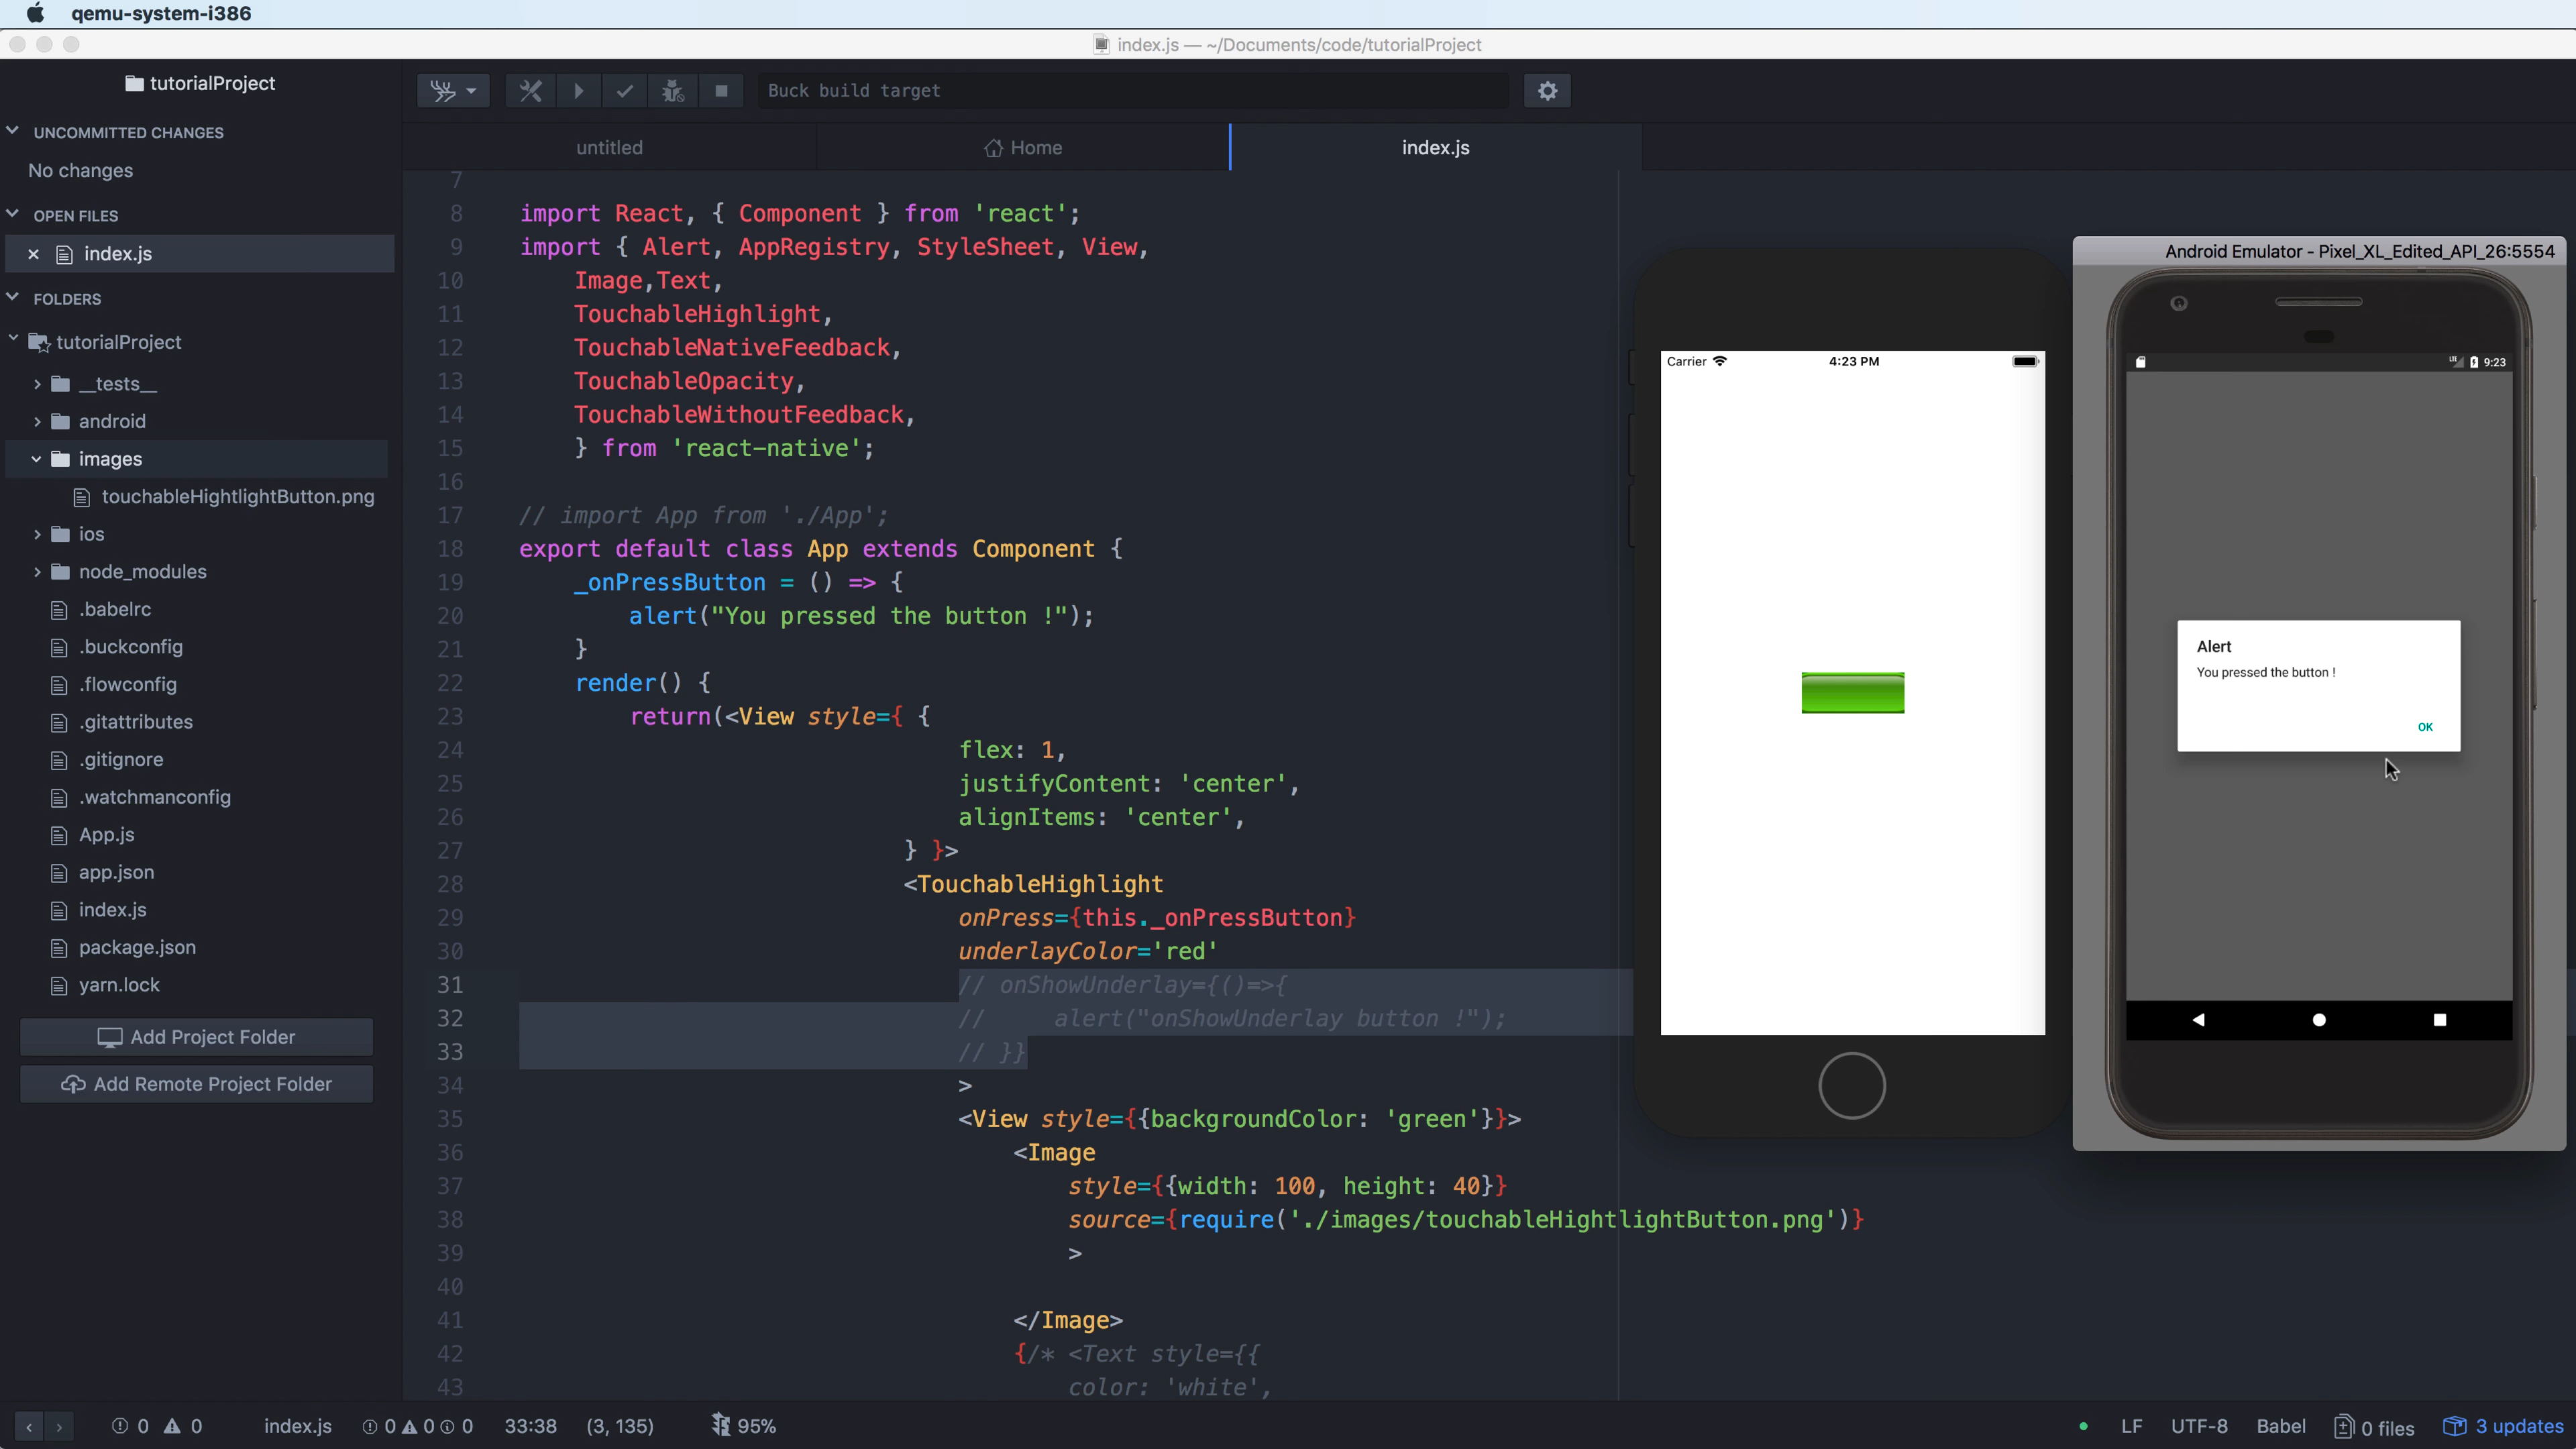 qemu-system-i386
index.js — ~/Documents/code/tutorialProject
tutorialProject
UNCOMMITTED CHANGES
No changes
OPEN FILES
index.js
FOLDERS
tutorialProject
__tests__
android
images
touchableHightlightButton.png
ios
node_modules
.babelrc
.buckconfig
.flowconfig
.gitattributes
.gitignore
.watchmanconfig
App.js
app.json
index.js
package.json
yarn.lock
Add Project Folder
Add Remote Project Folder
Buck build target
untitled
Home
index.js
7
8 import React, { Component } from 'react';
9 import { Alert, AppRegistry, StyleSheet, View,
10 Image,Text,
11 TouchableHighlight,
12 TouchableNativeFeedback,
13 TouchableOpacity,
14 TouchableWithoutFeedback,
15 } from 'react-native';
16
17 // import App from './App';
18 export default class App extends Component {
19 _onPressButton = () => {
20 alert("You pressed the button !");
21 }
22 render() {
23 return(<View style={ {
24 flex: 1,
25 justifyContent: 'center',
26 alignItems: 'center',
27 } }>
28 <TouchableHighlight
29 onPress={this._onPressButton}
30 underlayColor='red'
31 // onShowUnderlay={()=>{
32 // alert("onShowUnderlay button !");
33 // }}
34 >
35 <View style={{backgroundColor: 'green'}}>
36 <Image
37 style={{width: 100, height: 40}}
38 source={require('./images/touchableHightlightButton.png')}
39 >
40
41 </Image>
42 {/* <Text style={{
43 color: 'white',
Carrier 4:23 PM
Android Emulator - Pixel_XL_Edited_API_26:5554
LTE 9:23
Alert
You pressed the button !
OK
0 0 index.js 0 0 0 33:38 (3, 135) 95%
LF UTF-8 Babel 0 files 3 updates